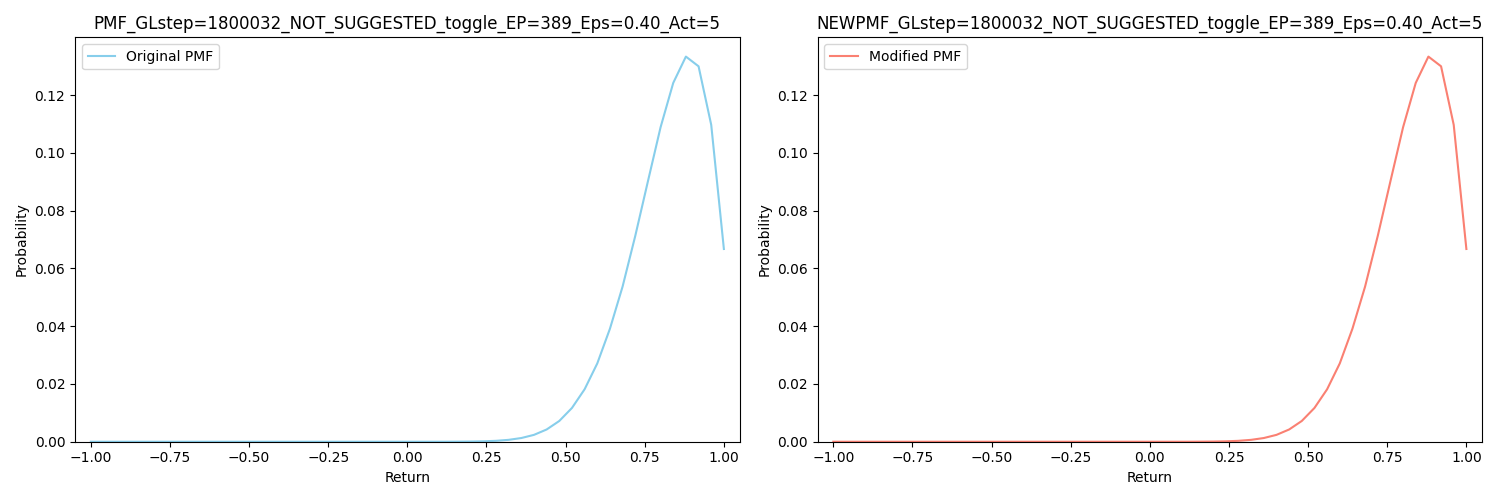 PMF_GLstep=1800032_NOT_SUGGESTED_toggle_EP=389_Eps=0.40_Act=5
Original PMF
Probability
0.12
0.10
0.08
0.06
0.04
0.02
0.00
−1.00 −0.75 −0.50 −0.25 0.00 0.25 0.50 0.75 1.00
Return
NEWPMF_GLstep=1800032_NOT_SUGGESTED_toggle_EP=389_Eps=0.40_Act=5
Modified PMF
Probability
0.12
0.10
0.08
0.06
0.04
0.02
0.00
−1.00 −0.75 −0.50 −0.25 0.00 0.25 0.50 0.75 1.00
Return